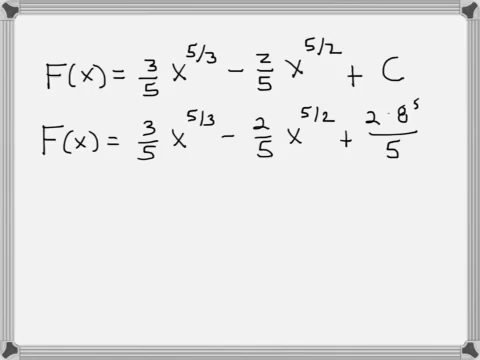 F(x) = 3/5 x^5/3 - 2/5 x^5/2 + C
F(x) = 3/5 x^5/3 - 2/5 x^5/2 + 2·8^5/5